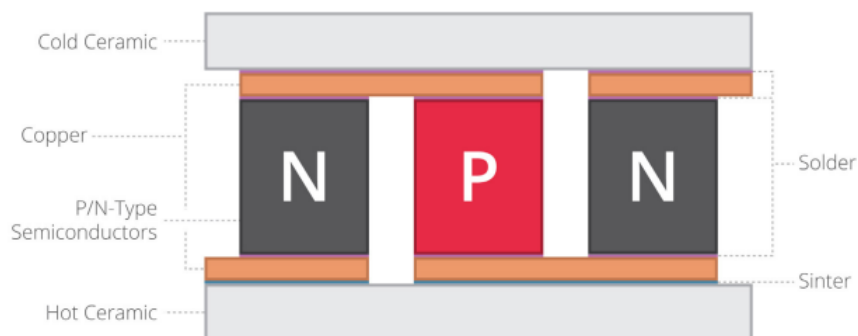 Cold Ceramic
Copper
P/N-Type
Semiconductors
Hot Ceramic
N
P
N
Solder
Sinter